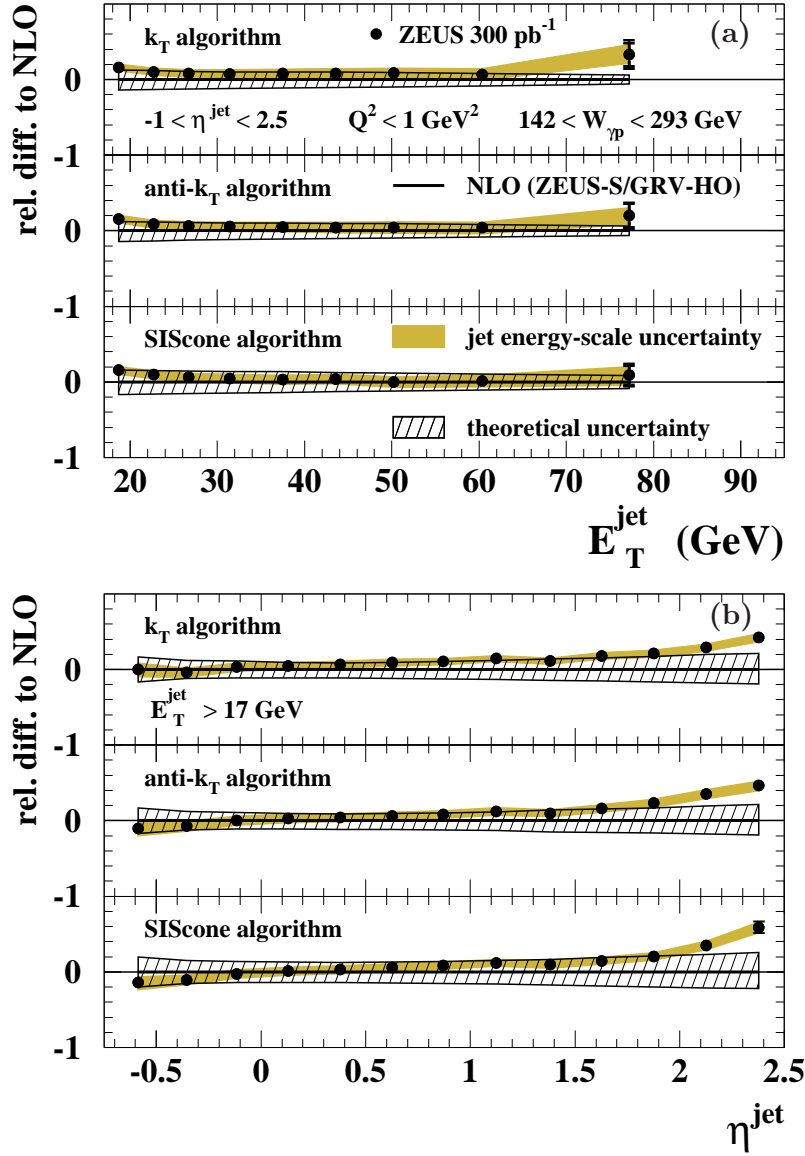 k_T algorithm ● ZEUS 300 pb^-1 (a)
0
-1 < η^jet < 2.5 Q^2 < 1 GeV^2 142 < W_γp < 293 GeV
-1
rel. diff. to NLO
anti-k_T algorithm NLO (ZEUS-S/GRV-HO)
0
-1
SIScone algorithm jet energy-scale uncertainty
0
theoretical uncertainty
-1
20 30 40 50 60 70 80 90
E_T^jet (GeV)
k_T algorithm (b)
0
E_T^jet > 17 GeV
-1
rel. diff. to NLO
anti-k_T algorithm
0
-1
SIScone algorithm
0
-1
-0.5 0 0.5 1 1.5 2 2.5
η^jet